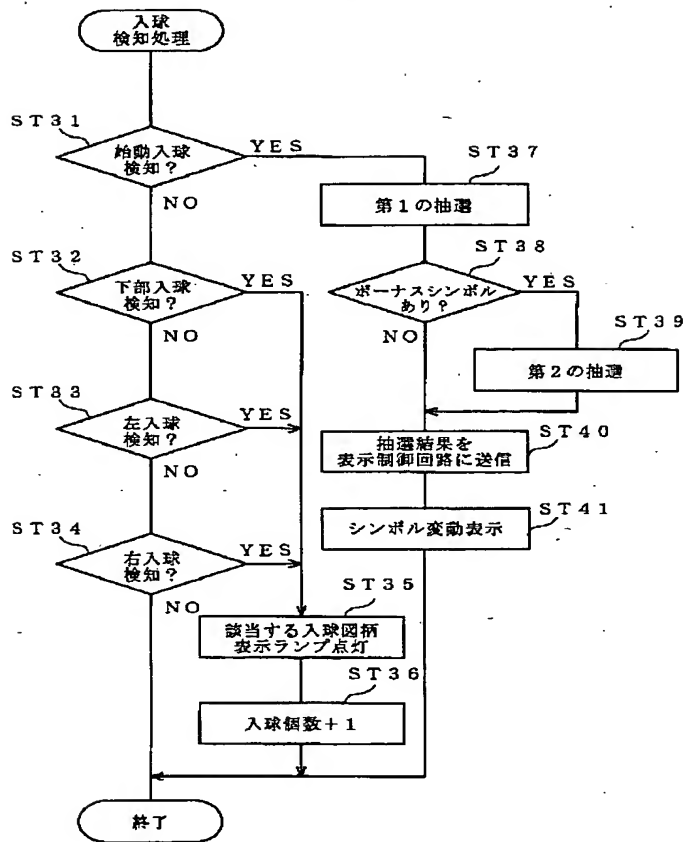 入球
検知処理
ST31
始動入球
検知？
YES
NO
ST32
下部入球
検知？
YES
NO
ST33
左入球
検知？
YES
NO
ST34
右入球
検知？
YES
NO
ST35
該当する入球図柄
表示ランプ点灯
ST36
入球個数＋1
ST37
第1の抽選
ST38
ボーナスシンボル
あり？
YES
NO
ST39
第2の抽選
ST40
抽選結果を
表示制御回路に送信
ST41
シンボル変動表示
終了